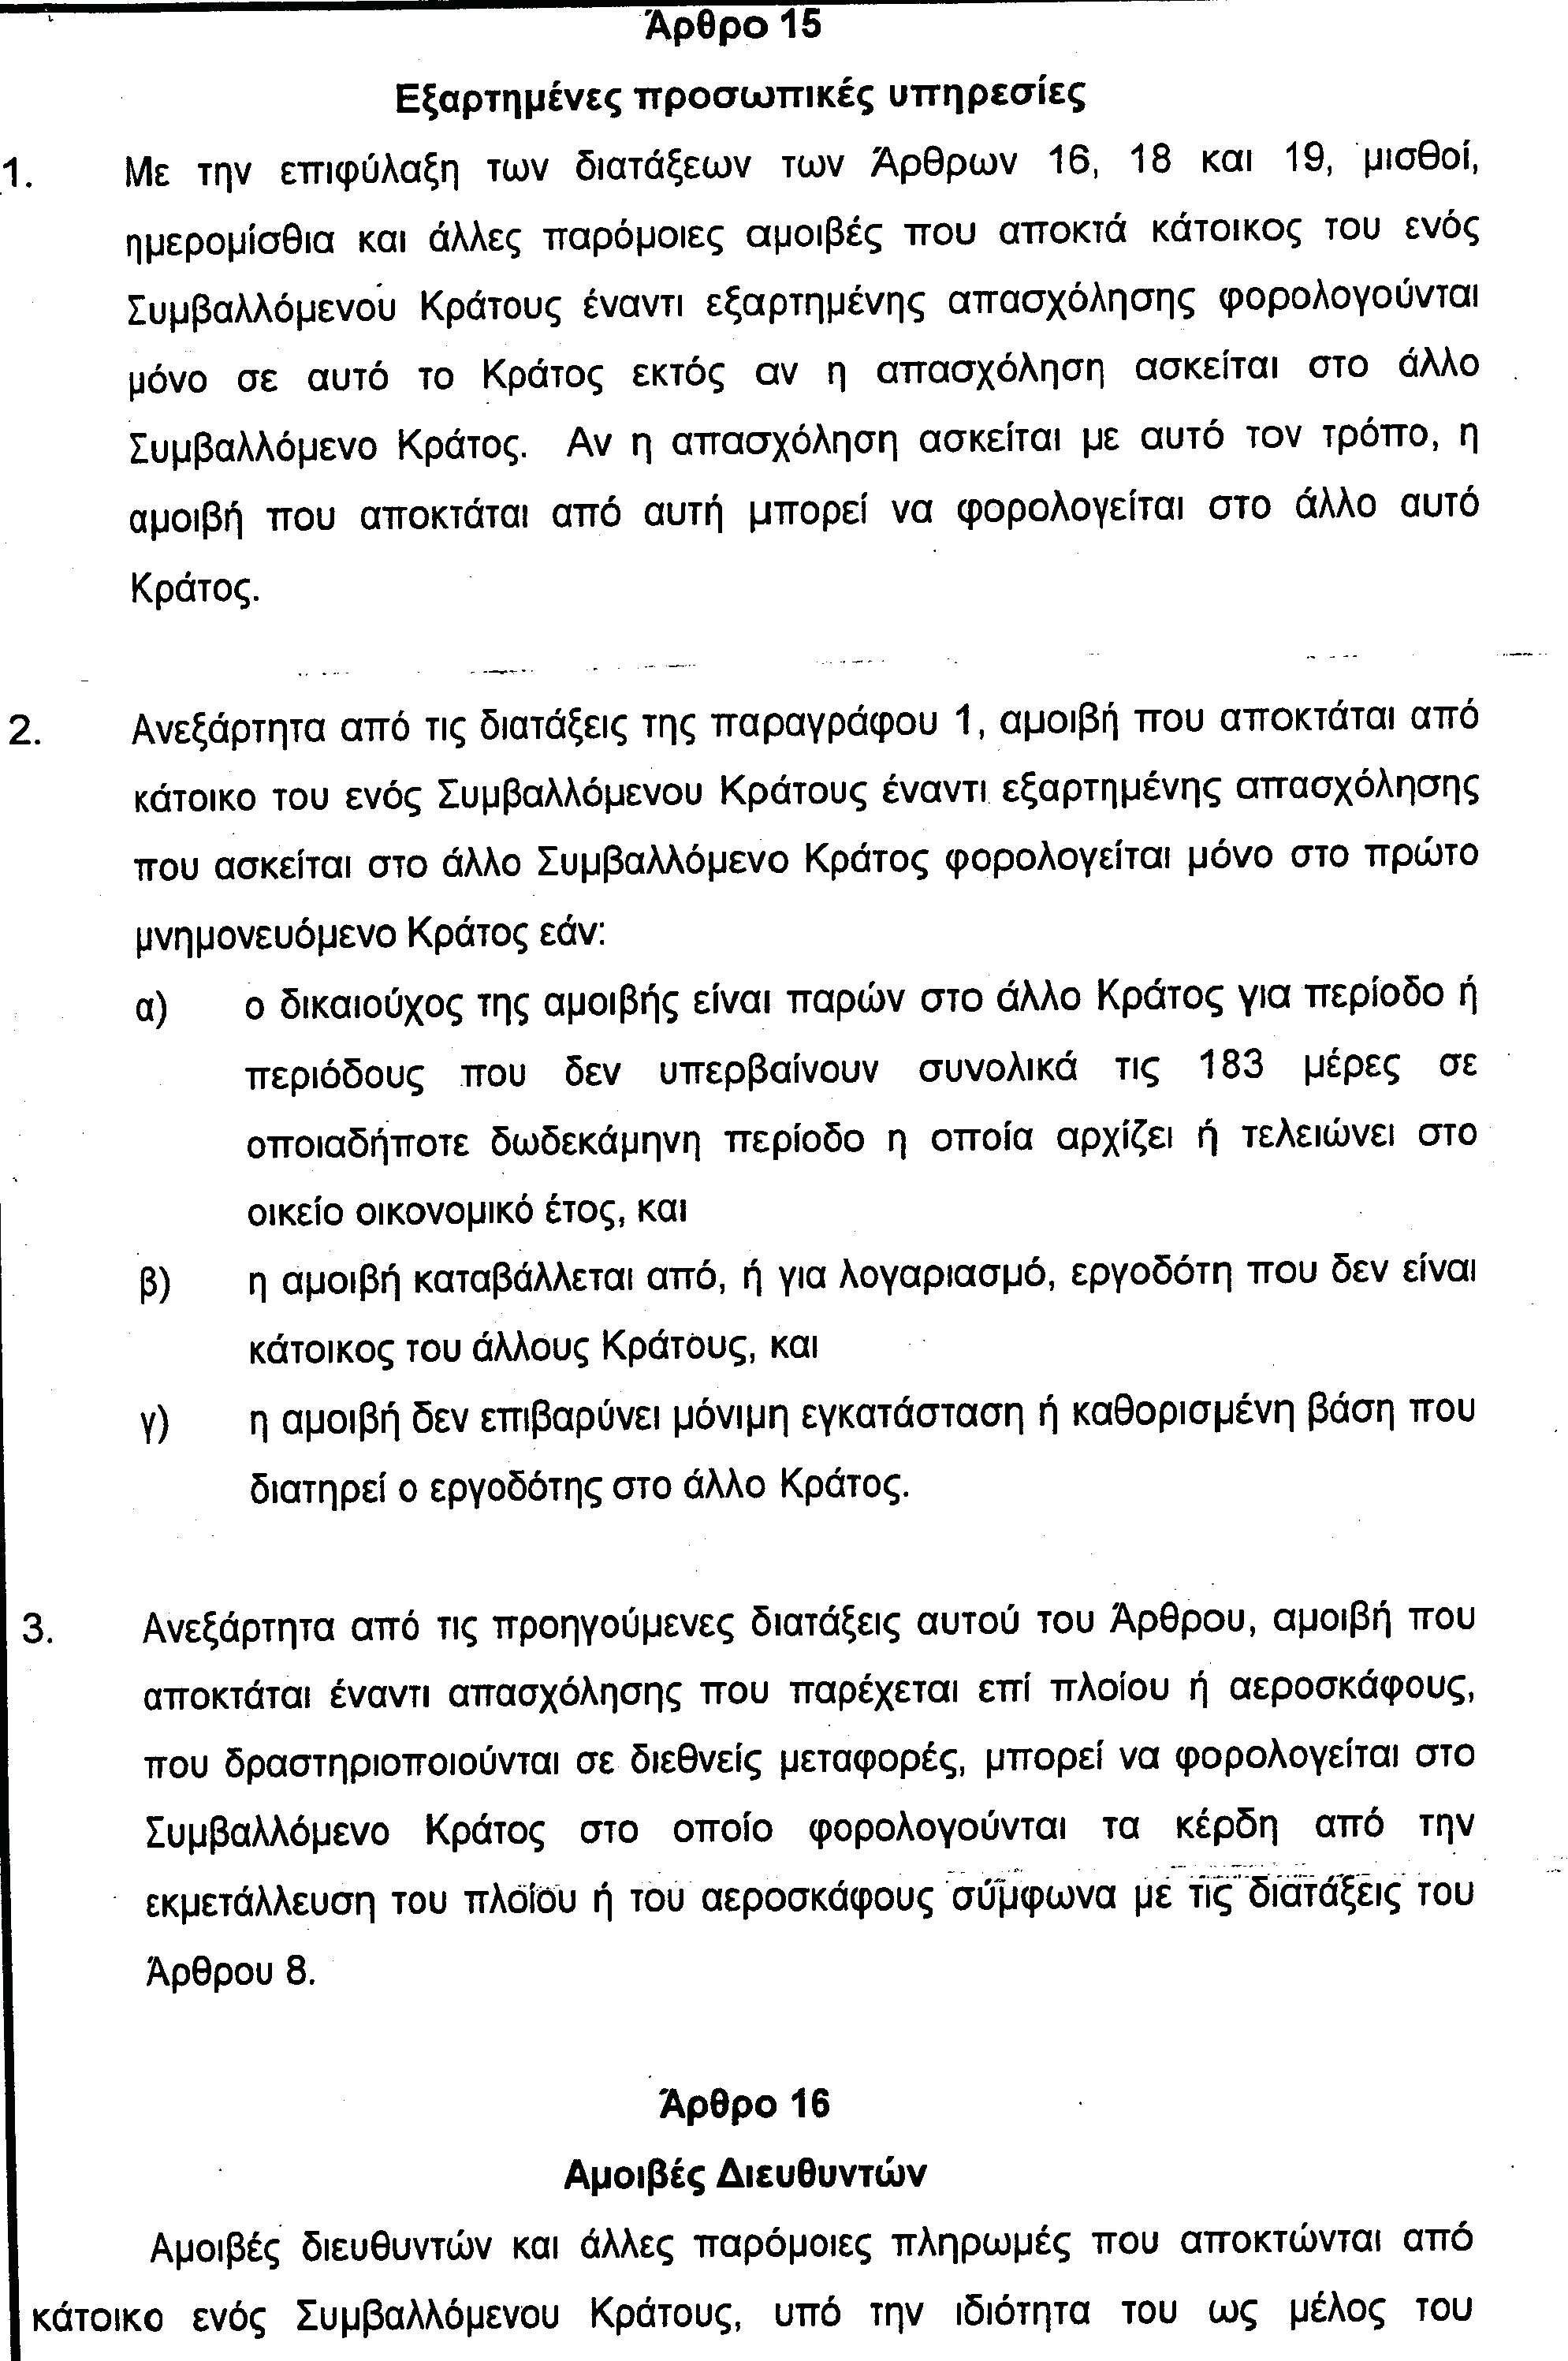 Άρθρο 15
Εξαρτημένες προσωπικές υπηρεσίες
1. Με την επιφύλαξη των διατάξεων των Άρθρων 16, 18 και 19, μισθοί,
ημερομίσθια και άλλες παρόμοιες αμοιβές που αποκτά κάτοικος του ενός
Συμβαλλόμενου Κράτους έναντι εξαρτημένης απασχόλησης φορολογούνται
μόνο σε αυτό το Κράτος εκτός αν η απασχόληση ασκείται στο άλλο
Συμβαλλόμενο Κράτος. Αν η απασχόληση ασκείται με αυτό τον τρόπο, η
αμοιβή που αποκτάται από αυτή μπορεί να φορολογείται στο άλλο αυτό
Κράτος.
2. Ανεξάρτητα από τις διατάξεις της παραγράφου 1, αμοιβή που αποκτάται από
κάτοικο του ενός Συμβαλλόμενου Κράτους έναντι εξαρτημένης απασχόλησης
που ασκείται στο άλλο Συμβαλλόμενο Κράτος φορολογείται μόνο στο πρώτο
μνημονευόμενο Κράτος εάν:
α) ο δικαιούχος της αμοιβής είναι παρών στο άλλο Κράτος για περίοδο ή
περιόδους που δεν υπερβαίνουν συνολικά τις 183 μέρες σε
οποιαδήποτε δωδεκάμηνη περίοδο η οποία αρχίζει ή τελειώνει στο
οικείο οικονομικό έτος, και
β) η αμοιβή καταβάλλεται από, ή για λογαριασμό, εργοδότη που δεν είναι
κάτοικος του άλλους Κράτους, και
γ) η αμοιβή δεν επιβαρύνει μόνιμη εγκατάσταση ή καθορισμένη βάση που
διατηρεί ο εργοδότης στο άλλο Κράτος.
3. Ανεξάρτητα από τις προηγούμενες διατάξεις αυτού του Άρθρου, αμοιβή που
αποκτάται έναντι απασχόλησης που παρέχεται επί πλοίου ή αεροσκάφους,
που δραστηριοποιούνται σε διεθνείς μεταφορές, μπορεί να φορολογείται στο
Συμβαλλόμενο Κράτος στο οποίο φορολογούνται τα κέρδη από την
εκμετάλλευση του πλοίου ή του αεροσκάφους σύμφωνα με τις διατάξεις του
Άρθρου 8.
Άρθρο 16
Αμοιβές Διευθυντών
Αμοιβές διευθυντών και άλλες παρόμοιες πληρωμές που αποκτώνται από
κάτοικο ενός Συμβαλλόμενου Κράτους, υπό την ιδιότητα του ως μέλος του